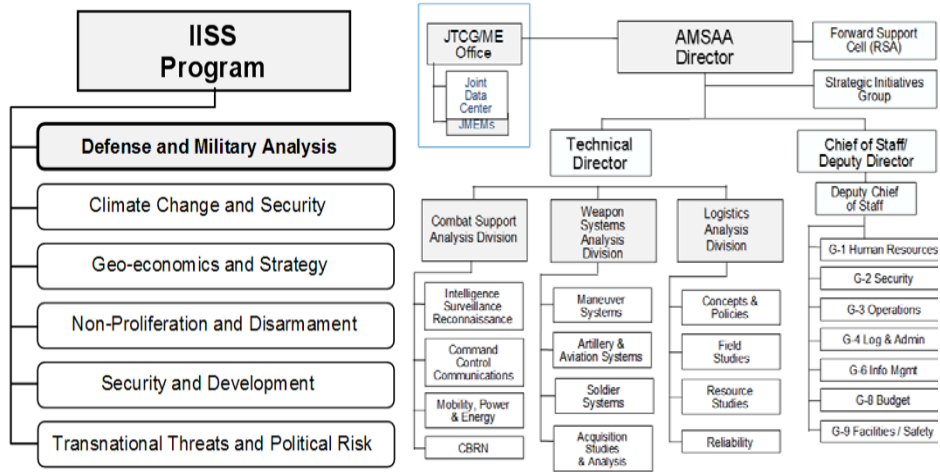 IISS
Program
Defense and Military Analysis
Climate Change and Security
Geo-economics and Strategy
Non-Proliferation and Disarmament
Security and Development
Transnational Threats and Political Risk
JTCG/ME
Office
Joint
Data
Center
JMEMs
AMSAA
Director
Forward Support
Cell (RSA)
Strategic Initiatives
Group
Technical
Director
Chief of Staff/
Deputy Director
Deputy Chief
of Staff
Combat Support
Analysis Division
Weapon
Systems
Analysis
Division
Logistics
Analysis
Division
Intelligence
Surveillance
Reconnaissance
Command
Control
Communications
Mobility, Power
& Energy
CBRN
Maneuver
Systems
Artillery &
Aviation Systems
Soldier
Systems
Acquisition
Studies
& Analysis
Concepts &
Policies
Field
Studies
Resource
Studies
Reliability
G-1 Human Resources
G-2 Security
G-3 Operations
G-4 Log & Admin
G-6 Info Mgmt
G-8 Budget
G-9 Facilities / Safety